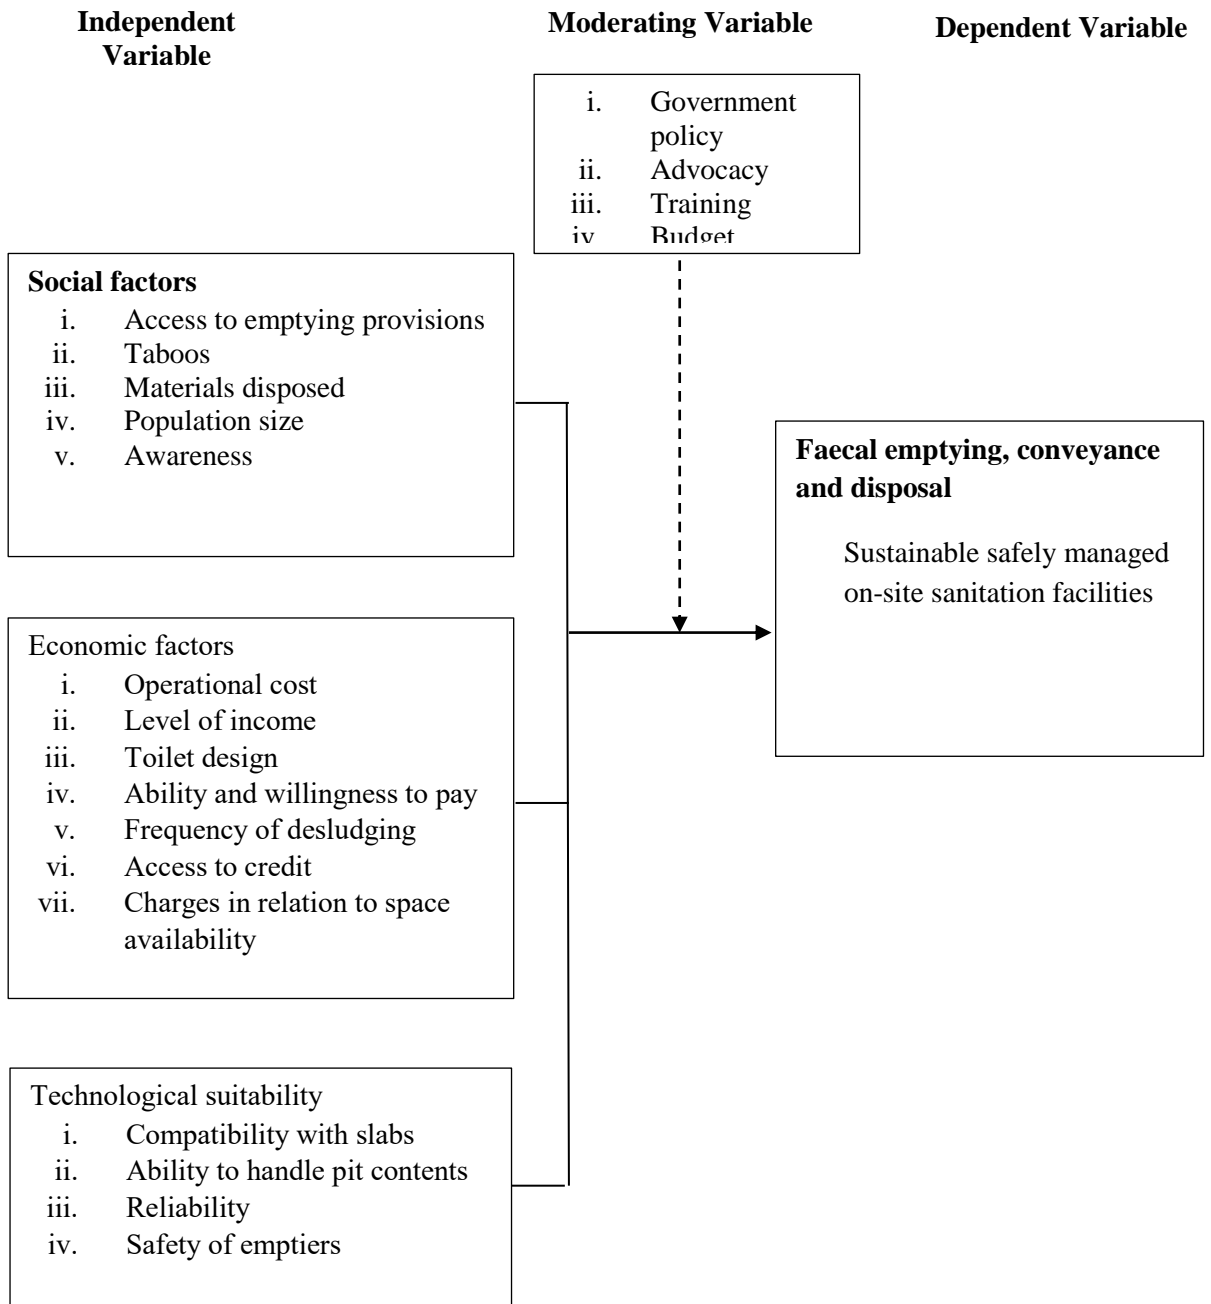 Independent
Variable
Moderating Variable
Dependent Variable
i. Government
policy
ii. Advocacy
iii. Training
iv. Budget
Social factors
i. Access to emptying provisions
ii. Taboos
iii. Materials disposed
iv. Population size
v. Awareness
Faecal emptying, conveyance
and disposal
Sustainable safely managed
on-site sanitation facilities
Economic factors
i. Operational cost
ii. Level of income
iii. Toilet design
iv. Ability and willingness to pay
v. Frequency of desludging
vi. Access to credit
vii. Charges in relation to space
availability
Technological suitability
i. Compatibility with slabs
ii. Ability to handle pit contents
iii. Reliability
iv. Safety of emptiers